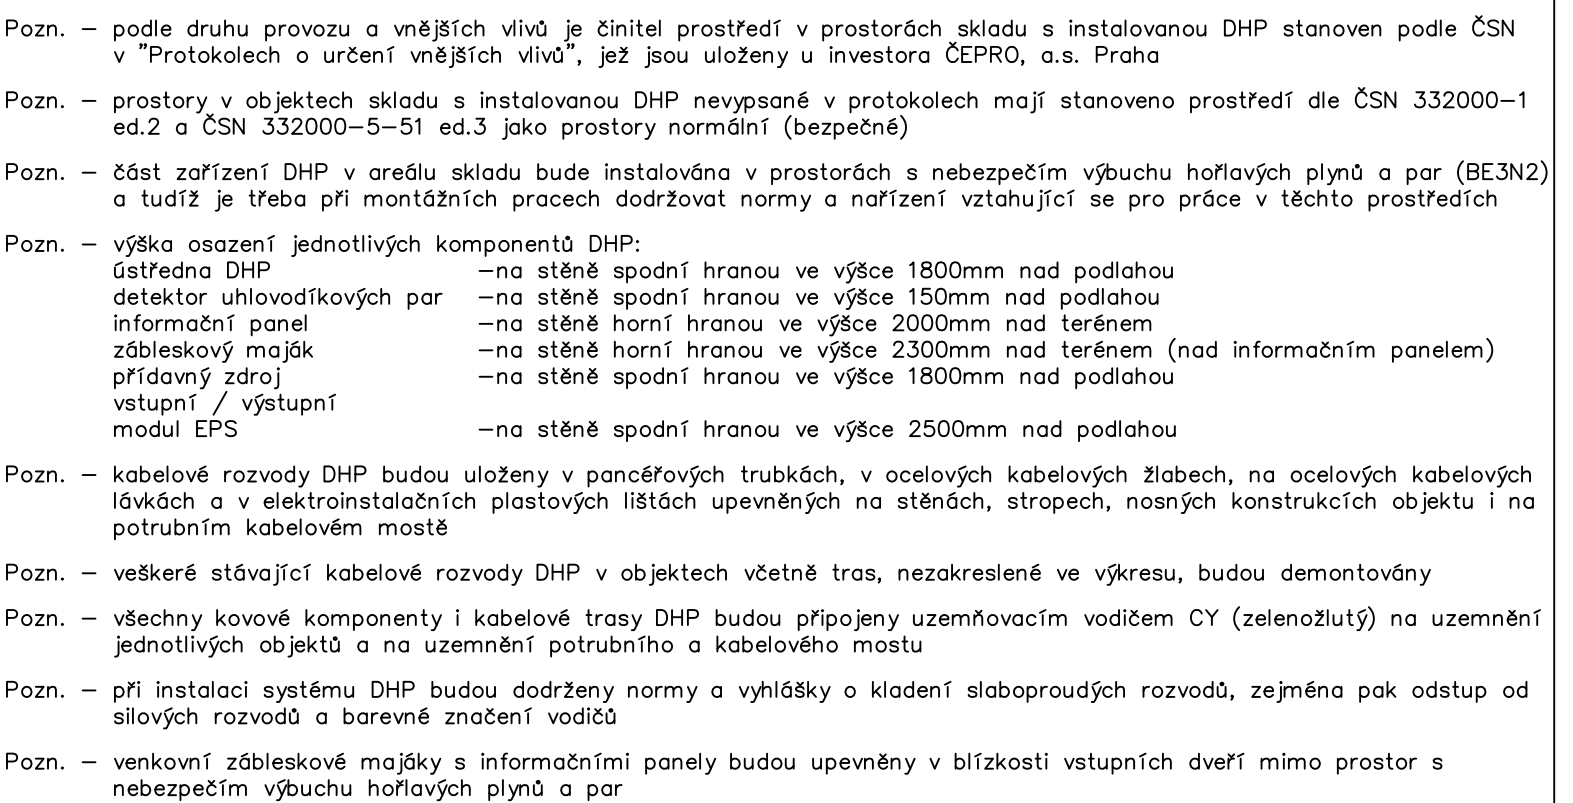 Pozn. – podle druhu provozu a vnějších vlivů je činitel prostředí v prostorách skladu s instalovanou DHP stanoven podle ČSN
v "Protokolech o určení vnějších vlivů", jež jsou uloženy u investora ČEPRO, a.s. Praha
Pozn. – prostory v objektech skladu s instalovanou DHP nevypsané v protokolech mají stanoveno prostředí dle ČSN 332000–1
ed.2 a ČSN 332000–5–51 ed.3 jako prostory normální (bezpečné)
Pozn. – část zařízení DHP v areálu skladu bude instalována v prostorách s nebezpečím výbuchu hořlavých plynů a par (BE3N2)
a tudíž je třeba při montážních pracech dodržovat normy a nařízení vztahující se pro práce v těchto prostředích
Pozn. – výška osazení jednotlivých komponentů DHP:
ústředna DHP –na stěně spodní hranou ve výšce 1800mm nad podlahou
detektor uhlovodíkových par –na stěně spodní hranou ve výšce 150mm nad podlahou
informační panel –na stěně horní hranou ve výšce 2000mm nad terénem
zábleskový maják –na stěně horní hranou ve výšce 2300mm nad terénem (nad informačním panelem)
přídavný zdroj –na stěně spodní hranou ve výšce 1800mm nad podlahou
vstupní / výstupní
modul EPS –na stěně spodní hranou ve výšce 2500mm nad podlahou
Pozn. – kabelové rozvody DHP budou uloženy v pancéřových trubkách, v ocelových kabelových žlabech, na ocelových kabelových
lávkách a v elektroinstalačních plastových lištách upevněných na stěnách, stropech, nosných konstrukcích objektu i na
potrubním kabelovém mostě
Pozn. – veškeré stávající kabelové rozvody DHP v objektech včetně tras, nezakreslené ve výkresu, budou demontovány
Pozn. – všechny kovové komponenty i kabelové trasy DHP budou připojeny uzemňovacím vodičem CY (zelenožlutý) na uzemnění
jednotlivých objektů a na uzemnění potrubního a kabelového mostu
Pozn. – při instalaci systému DHP budou dodrženy normy a vyhlášky o kladení slaboproudých rozvodů, zejména pak odstup od
silových rozvodů a barevné značení vodičů
Pozn. – venkovní zábleskové majáky s informačními panely budou upevněny v blízkosti vstupních dveří mimo prostor s
nebezpečím výbuchu hořlavých plynů a par